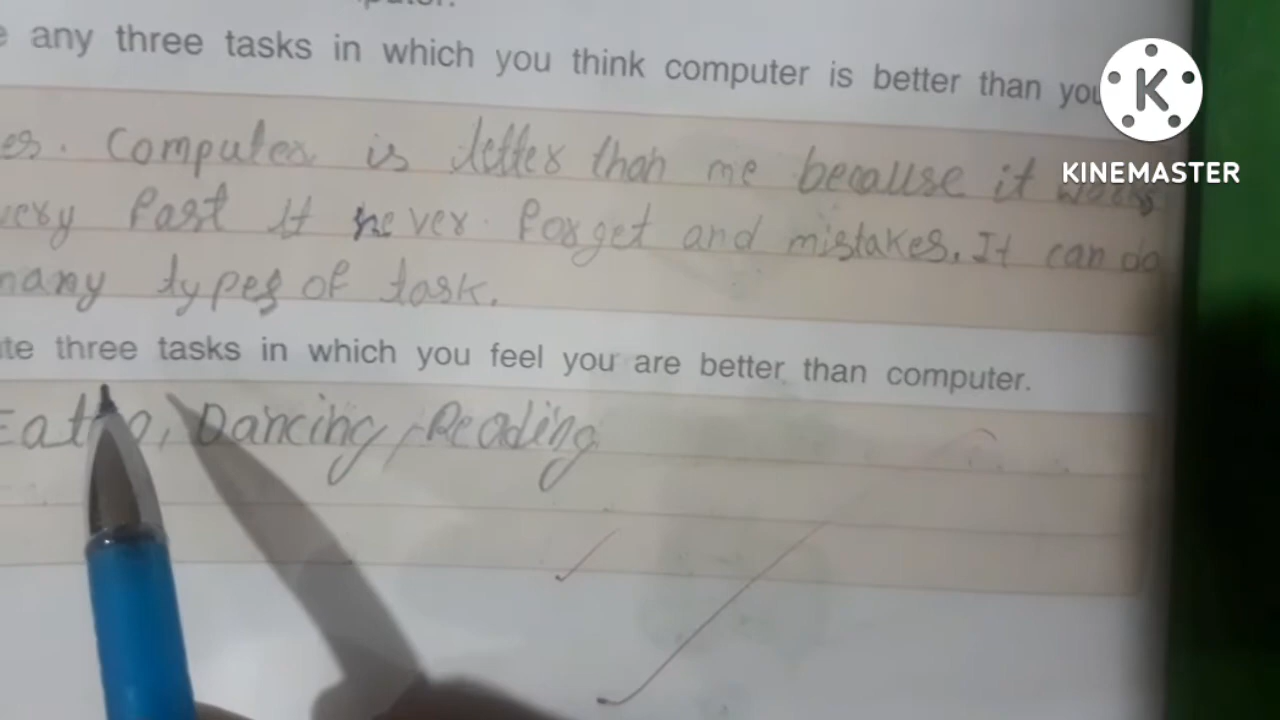 any three tasks in which you think computer is better than you
es. Computer is better than me because it works
very fast It never forget and mistakes. It can do
many types of task.
te three tasks in which you feel you are better than computer.
Dancing, Reading
K
KINEMASTER